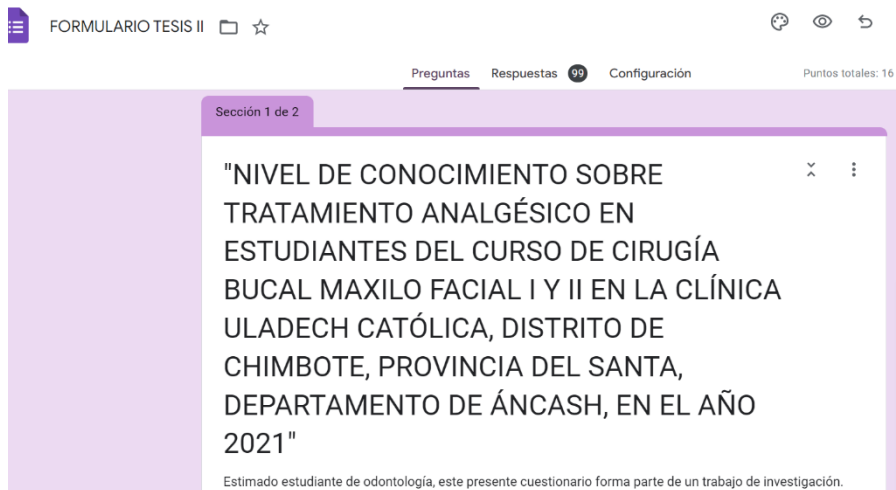 FORMULARIO TESIS II
Preguntas Respuestas 99 Configuración Puntos totales: 16
Sección 1 de 2
"NIVEL DE CONOCIMIENTO SOBRE
TRATAMIENTO ANALGÉSICO EN
ESTUDIANTES DEL CURSO DE CIRUGÍA
BUCAL MAXILO FACIAL I Y II EN LA CLÍNICA
ULADECH CATÓLICA, DISTRITO DE
CHIMBOTE, PROVINCIA DEL SANTA,
DEPARTAMENTO DE ÁNCASH, EN EL AÑO
2021"
Estimado estudiante de odontología, este presente cuestionario forma parte de un trabajo de investigación.